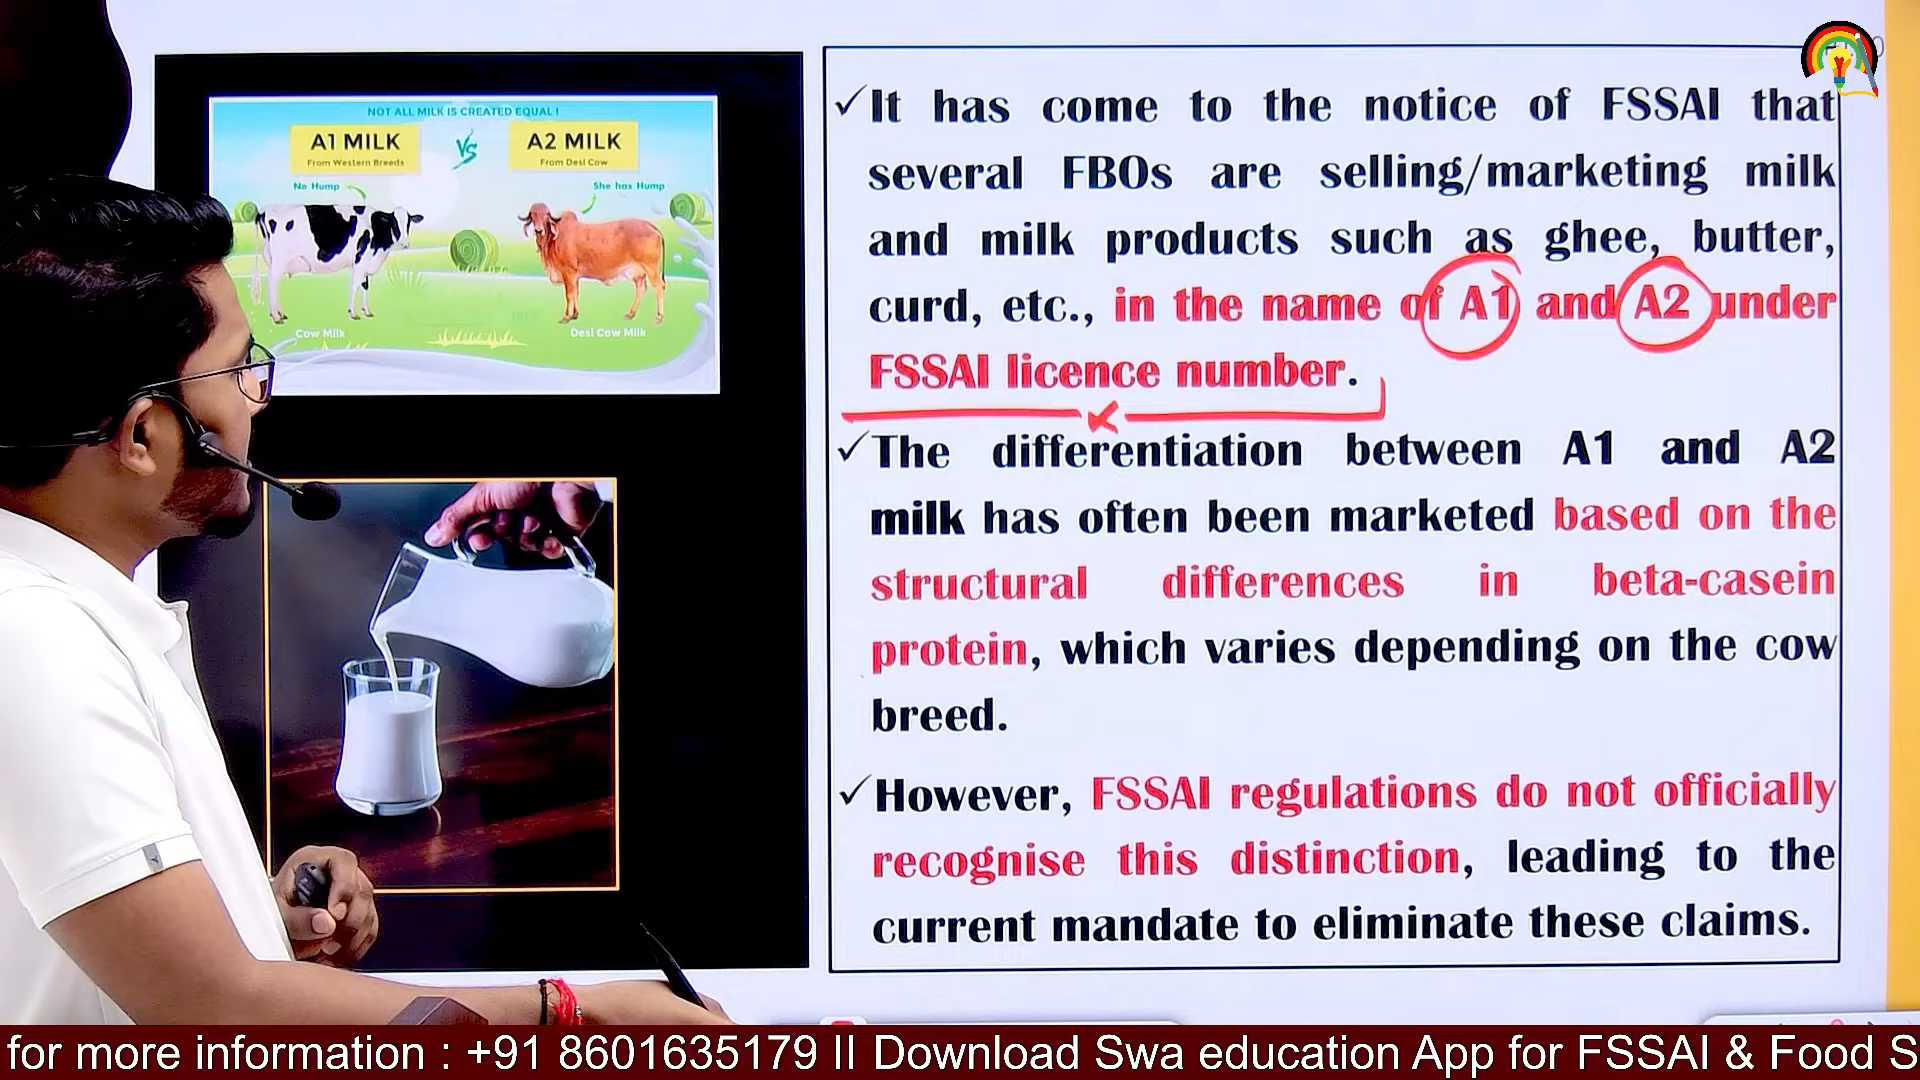 NOT ALL MILK IS CREATED EQUAL !
A1 MILK
From Western Breeds
VS
A2 MILK
From Desi Cow
No Hump
She has Hump
Cow Milk
Desi Cow Milk
✓It has come to the notice of FSSAI that
several FBOs are selling/marketing milk
and milk products such as ghee, butter,
curd, etc., in the name of A1 and A2 under
FSSAI licence number.
✓The differentiation between A1 and A2
milk has often been marketed based on the
structural differences in beta-casein
protein, which varies depending on the cow
breed.
✓However, FSSAI regulations do not officially
recognise this distinction, leading to the
current mandate to eliminate these claims.
for more information : +91 8601635179 II Download Swa education App for FSSAI & Food S